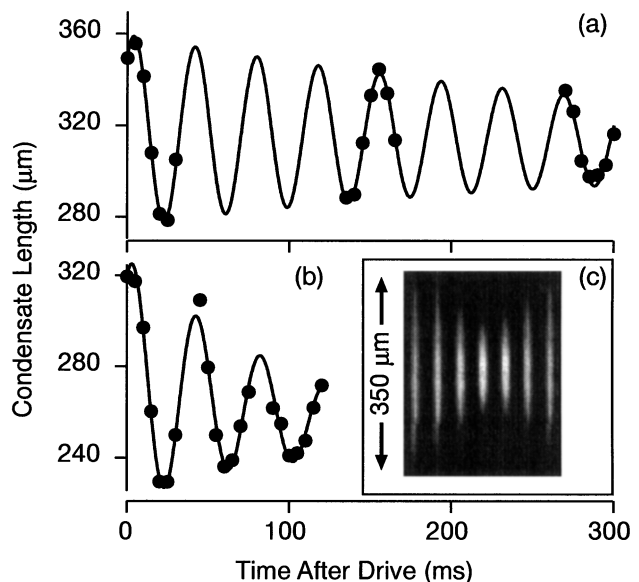 (a)
360
320
280
Condensate Length (μm)
(b)
320
280
240
(c)
350 μm
0
100
200
300
Time After Drive (ms)